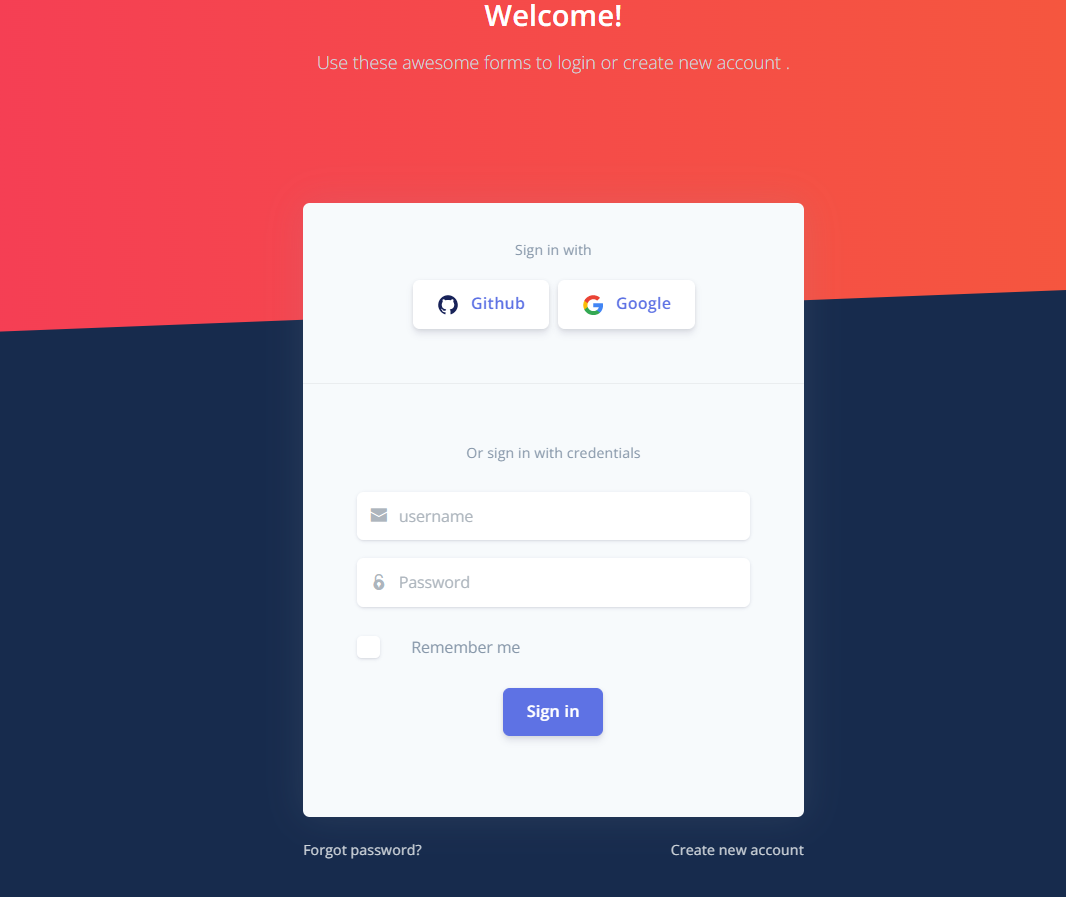 Welcome!
Use these awesome forms to login or create new account .
Sign in with
Github Google
Or sign in with credentials
username
Password
Remember me
Sign in
Forgot password? Create new account